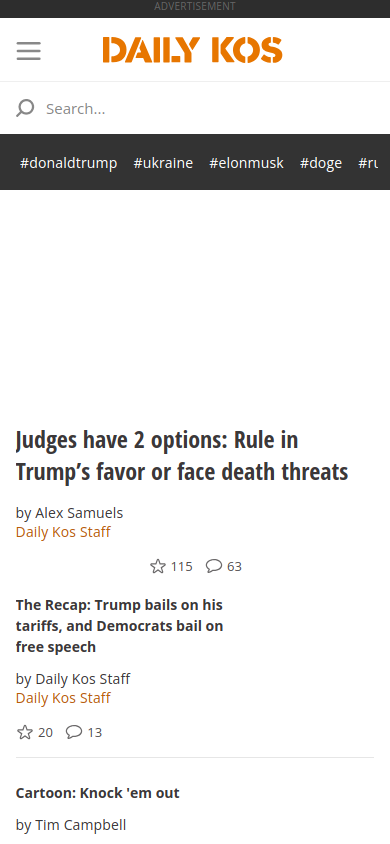 ADVERTISEMENT
DAILY KOS
Search...
#donaldtrump #ukraine #elonmusk #doge
Judges have 2 options: Rule in
Trump’s favor or face death threats
by Alex Samuels
Daily Kos Staff
115 63
The Recap: Trump bails on his
tariffs, and Democrats bail on
free speech
by Daily Kos Staff
Daily Kos Staff
20 13
Cartoon: Knock 'em out
by Tim Campbell